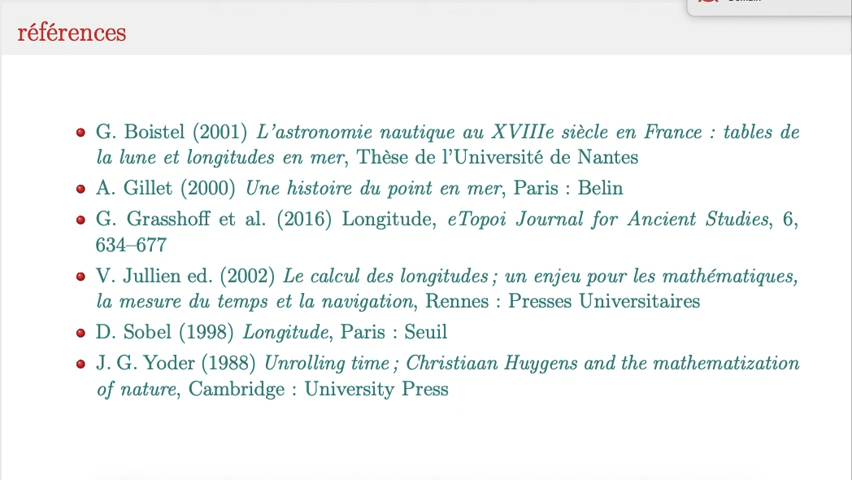 références
G. Boistel (2001) L'astronomie nautique au XVIIIe siècle en France : tables de
la lune et longitudes en mer, Thèse de l'Université de Nantes
A. Gillet (2000) Une histoire du point en mer, Paris : Belin
G. Grasshoff et al. (2016) Longitude, eTopoi Journal for Ancient Studies, 6,
634–677
V. Jullien ed. (2002) Le calcul des longitudes ; un enjeu pour les mathématiques,
la mesure du temps et la navigation, Rennes : Presses Universitaires
D. Sobel (1998) Longitude, Paris : Seuil
J. G. Yoder (1988) Unrolling time ; Christiaan Huygens and the mathematization
of nature, Cambridge : University Press